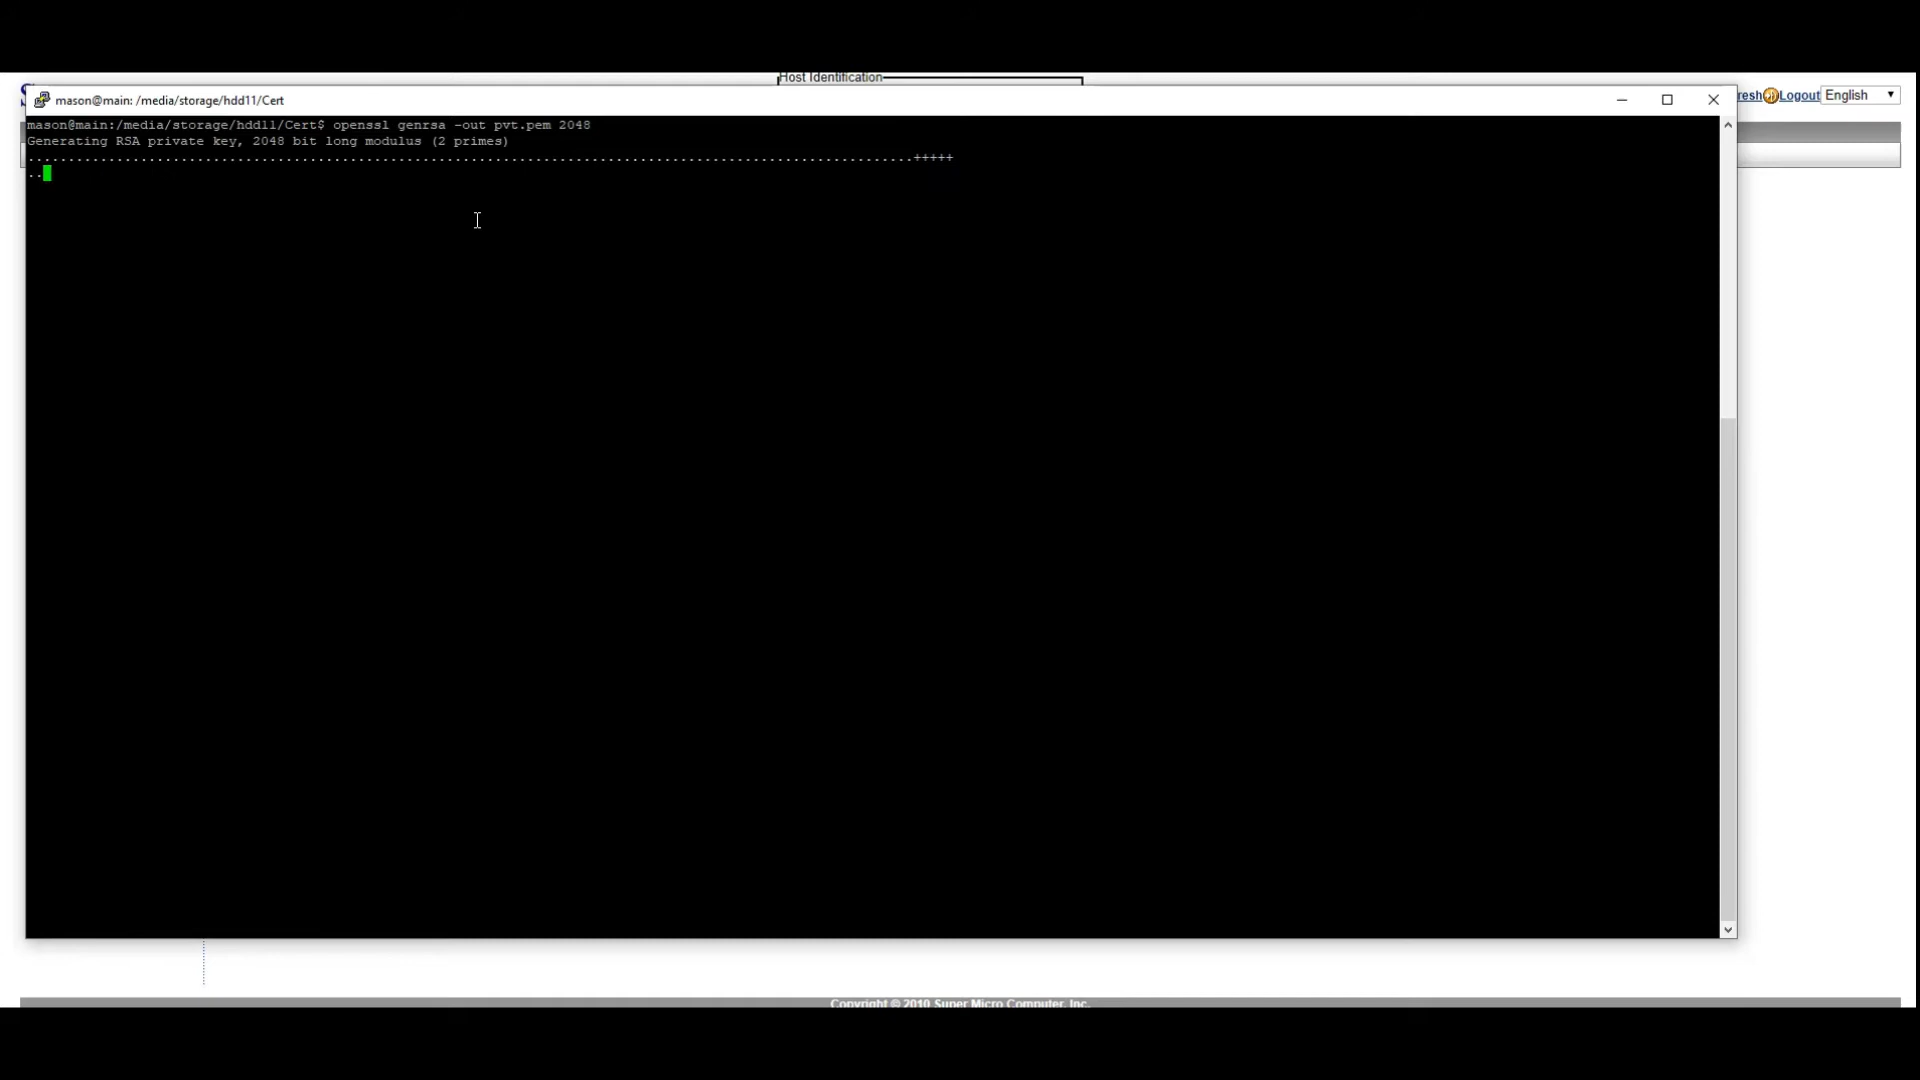 Host Identification
S
mason@main: /media/storage/hdd11/Cert
resh Logout English
mason@main:/media/storage/hdd11/Cert$ openssl genrsa -out pvt.pem 2048
Generating RSA private key, 2048 bit long modulus (2 primes)
..............................................................................................................+++++
..
Copyright © 2010 Super Micro Computer, Inc.